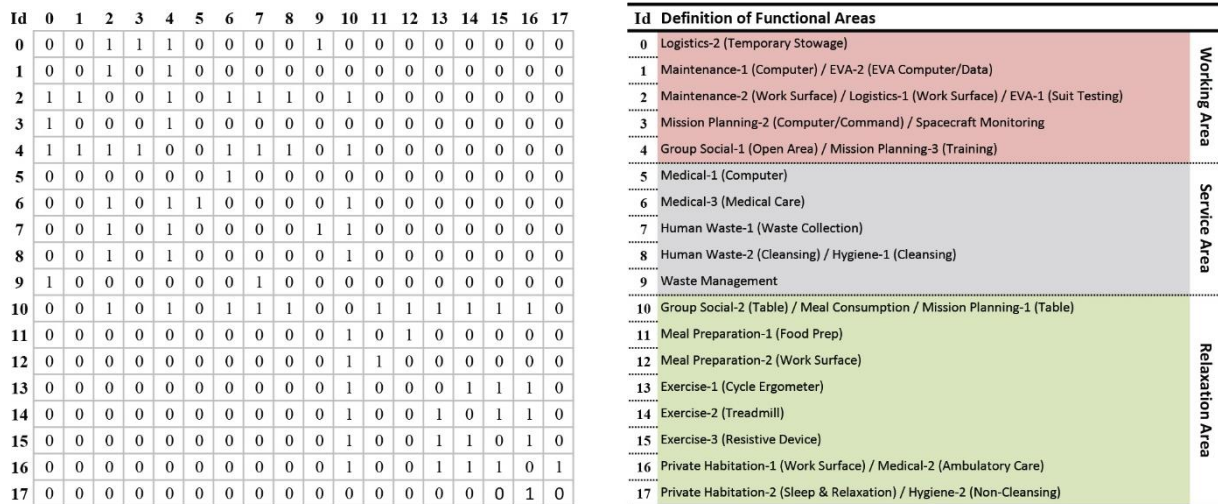 Id 0 1 2 3 4 5 6 7 8 9 10 11 12 13 14 15 16 17
0 0 0 1 1 1 0 0 0 0 1 0 0 0 0 0 0 0 0
1 0 0 1 0 1 0 0 0 0 0 0 0 0 0 0 0 0 0
2 1 1 0 0 1 0 1 1 1 0 1 0 0 0 0 0 0 0
3 1 0 0 0 1 0 0 0 0 0 0 0 0 0 0 0 0 0
4 1 1 1 1 0 0 1 1 1 0 1 0 0 0 0 0 0 0
5 0 0 0 0 0 0 1 0 0 0 0 0 0 0 0 0 0 0
6 0 0 1 0 1 1 0 0 0 0 1 0 0 0 0 0 0 0
7 0 0 1 0 1 0 0 0 0 1 1 0 0 0 0 0 0 0
8 0 0 1 0 1 0 0 0 0 0 1 0 0 0 0 0 0 0
9 1 0 0 0 0 0 0 1 0 0 0 0 0 0 0 0 0 0
10 0 0 1 0 1 0 1 1 1 0 0 1 1 1 1 1 1 0
11 0 0 0 0 0 0 0 0 0 0 1 0 1 0 0 0 0 0
12 0 0 0 0 0 0 0 0 0 0 1 1 0 0 0 0 0 0
13 0 0 0 0 0 0 0 0 0 0 1 0 0 0 1 1 1 0
14 0 0 0 0 0 0 0 0 0 0 1 0 0 1 0 1 1 0
15 0 0 0 0 0 0 0 0 0 0 1 0 0 1 1 0 1 0
16 0 0 0 0 0 0 0 0 0 0 1 0 0 1 1 1 0 1
17 0 0 0 0 0 0 0 0 0 0 0 0 0 0 0 0 1 0
Id Definition of Functional Areas
0 Logistics-2 (Temporary Stowage)
1 Maintenance-1 (Computer) / EVA-2 (EVA Computer/Data)
2 Maintenance-2 (Work Surface) / Logistics-1 (Work Surface) / EVA-1 (Suit Testing)
3 Mission Planning-2 (Computer/Command) / Spacecraft Monitoring
4 Group Social-1 (Open Area) / Mission Planning-3 (Training)
Working Area
5 Medical-1 (Computer)
6 Medical-3 (Medical Care)
7 Human Waste-1 (Waste Collection)
8 Human Waste-2 (Cleansing) / Hygiene-1 (Cleansing)
9 Waste Management
Service Area
10 Group Social-2 (Table) / Meal Consumption / Mission Planning-1 (Table)
11 Meal Preparation-1 (Food Prep)
12 Meal Preparation-2 (Work Surface)
13 Exercise-1 (Cycle Ergometer)
14 Exercise-2 (Treadmill)
15 Exercise-3 (Resistive Device)
16 Private Habitation-1 (Work Surface) / Medical-2 (Ambulatory Care)
17 Private Habitation-2 (Sleep & Relaxation) / Hygiene-2 (Non-Cleansing)
Relaxation Area